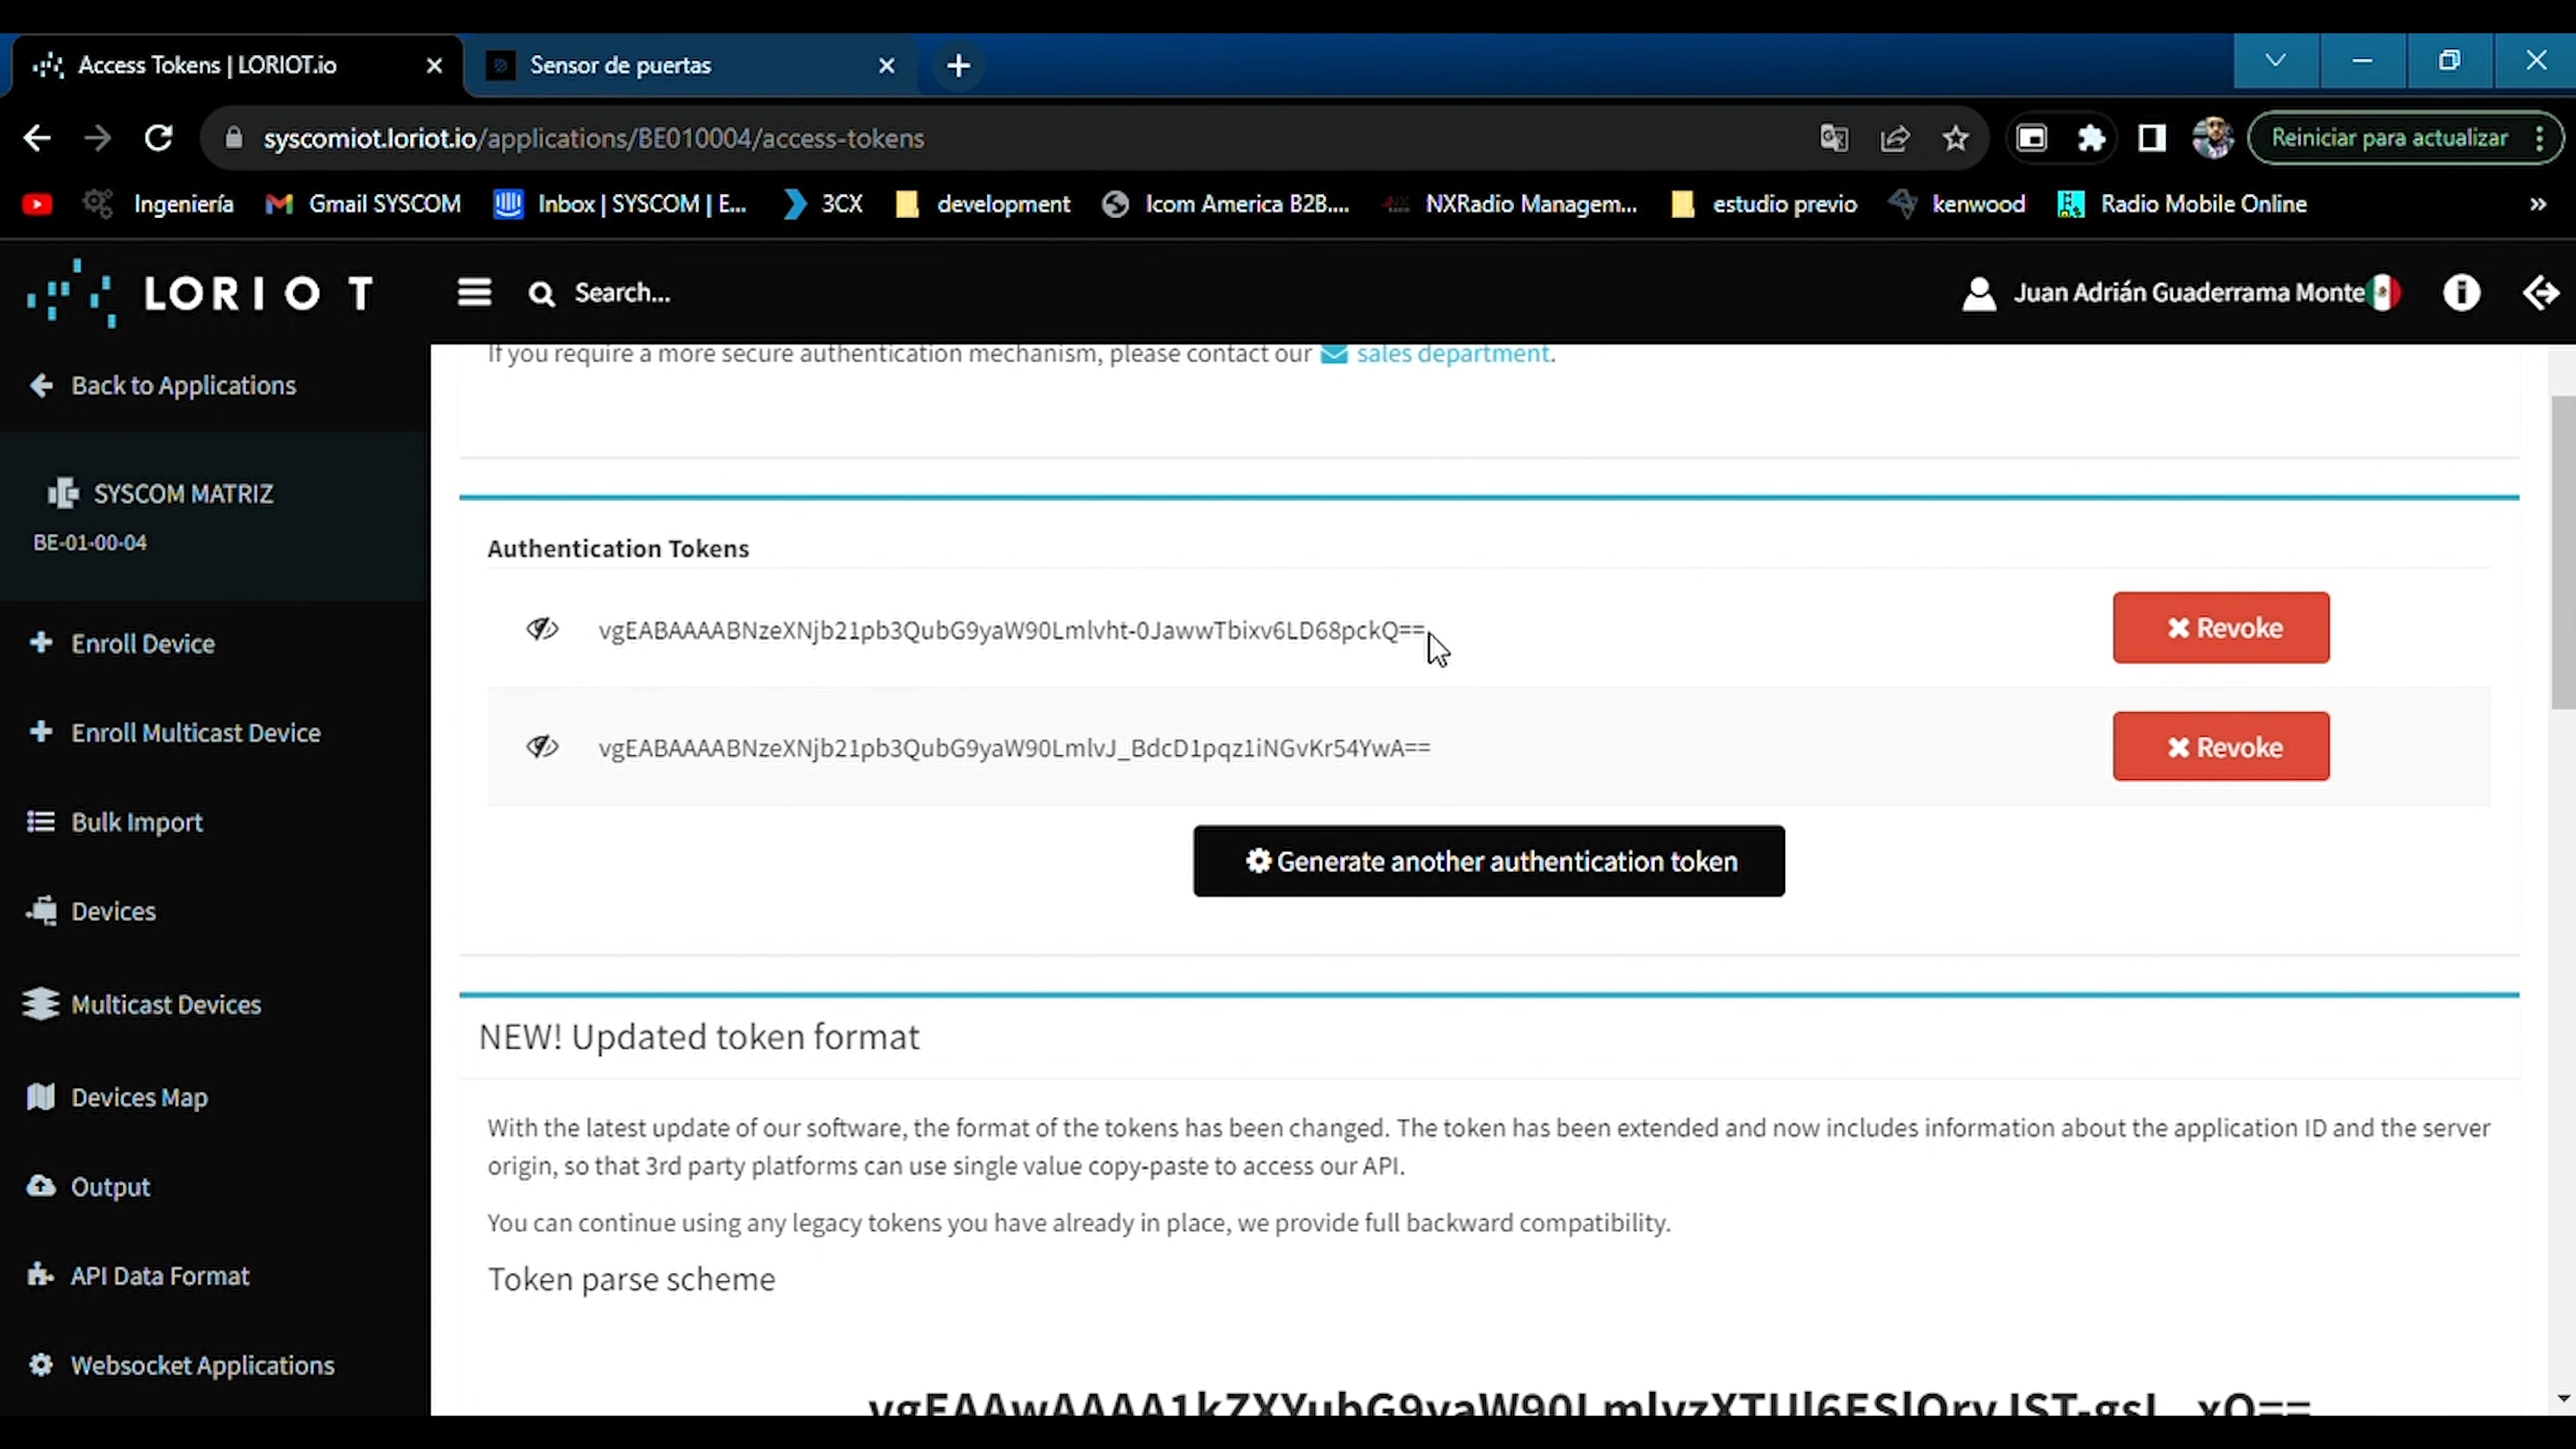 Access Tokens | LORIOT.io
Sensor de puertas
syscomiot.loriot.io/applications/BE010004/access-tokens
Reiniciar para actualizar
Ingeniería
Gmail SYSCOM
Inbox | SYSCOM | E...
3CX
development
Icom America B2B....
NXRadio Managem...
estudio previo
kenwood
Radio Mobile Online
LORIOT
Search...
Juan Adrián Guaderrama Monte
If you require a more secure authentication mechanism, please contact our sales department.
Back to Applications
SYSCOM MATRIZ
BE-01-00-04
Enroll Device
Enroll Multicast Device
Bulk Import
Devices
Multicast Devices
Devices Map
Output
API Data Format
Websocket Applications
Authentication Tokens
vgEABAAAABNzeXNjb21pb3QubG9yaW90Lmlvht-0JawwTbixv6LD68pckQ==
Revoke
vgEABAAAABNzeXNjb21pb3QubG9yaW90LmlvJ_BdcD1pqz1iNGvKr54YwA==
Revoke
Generate another authentication token
NEW! Updated token format
With the latest update of our software, the format of the tokens has been changed. The token has been extended and now includes information about the application ID and the server
origin, so that 3rd party platforms can use single value copy-paste to access our API.
You can continue using any legacy tokens you have already in place, we provide full backward compatibility.
Token parse scheme